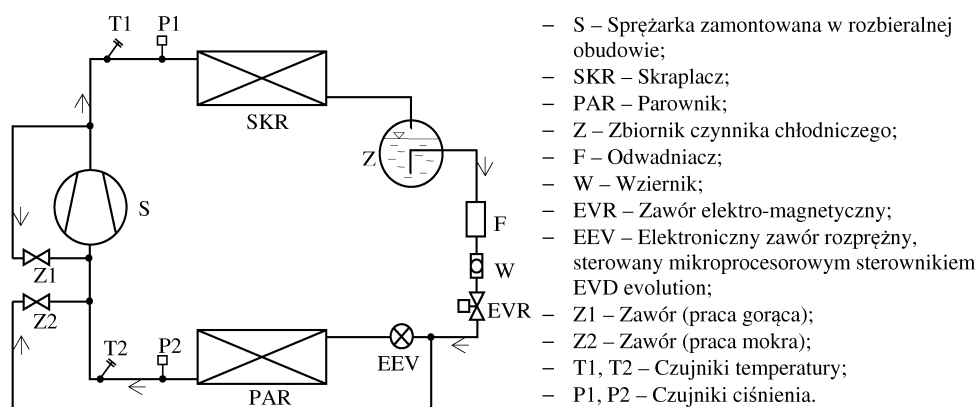 T1
P1
SKR
Z
S
F
Z1
W
Z2
EVR
T2
P2
EEV
PAR
– S – Sprężarka zamontowana w rozbieralnej
obudowie;
– SKR – Skraplacz;
– PAR – Parownik;
– Z – Zbiornik czynnika chłodniczego;
– F – Odwadniacz;
– W – Wziernik;
– EVR – Zawór elektro-magnetyczny;
– EEV – Elektroniczny zawór rozprężny,
sterowany mikroprocesorowym sterownikiem
EVD evolution;
– Z1 – Zawór (praca gorąca);
– Z2 – Zawór (praca mokra);
– T1, T2 – Czujniki temperatury;
– P1, P2 – Czujniki ciśnienia.